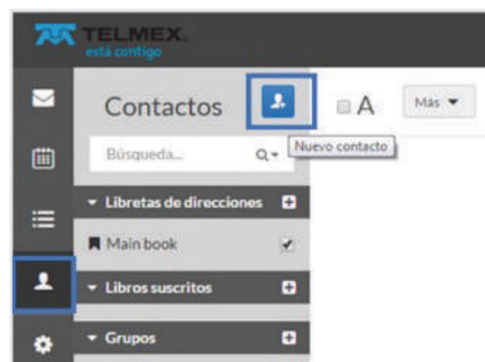 TELMEX.
está contigo
Contactos
A
Más
Nuevo contacto
Búsqueda...
Libretas de direcciones
Main book
Libros suscritos
Grupos